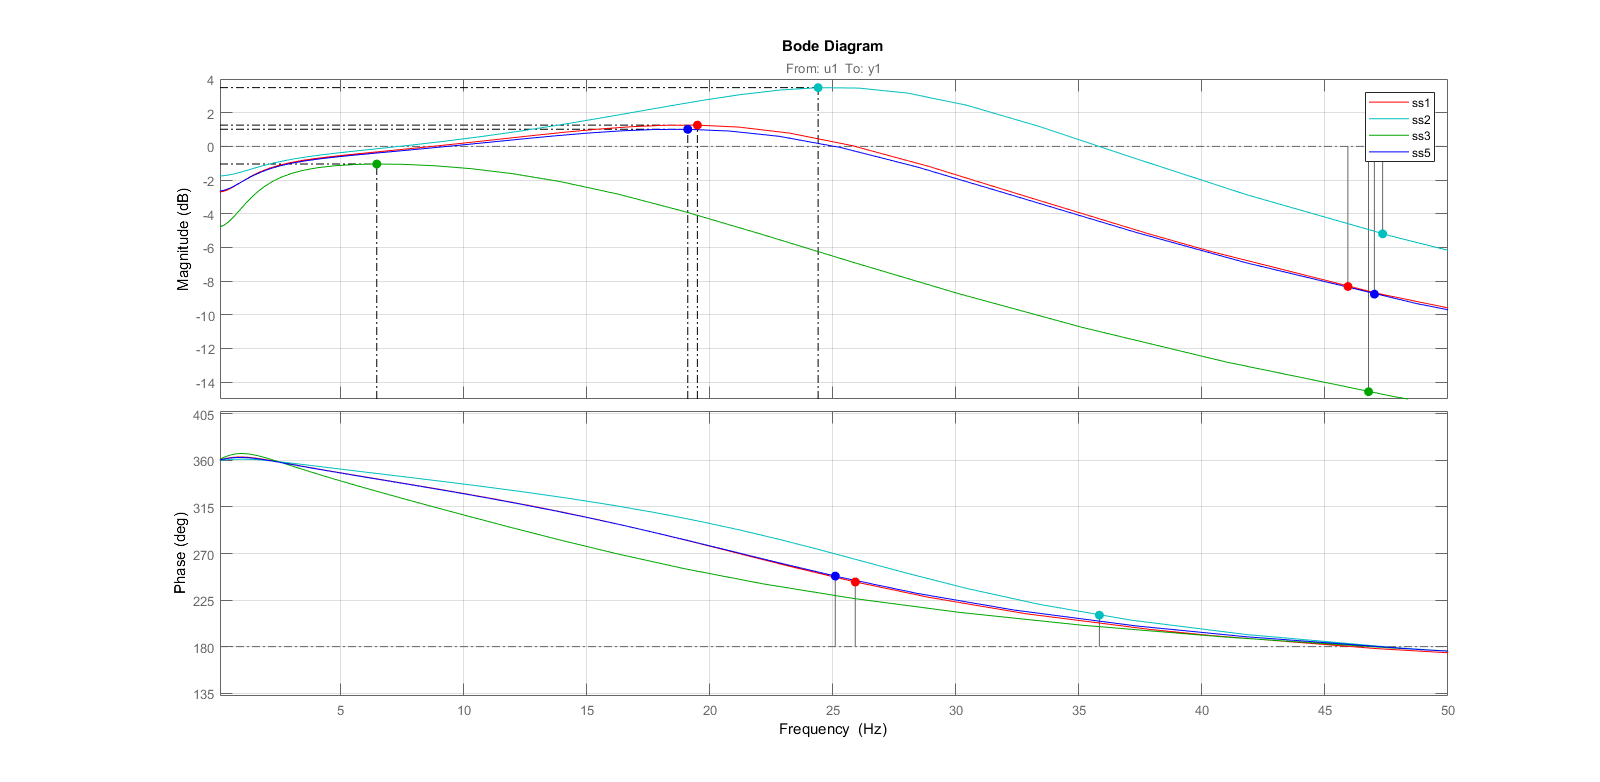 Bode Diagram
From: u1 To: y1
Magnitude (dB)
4
2
0
-2
-4
-6
-8
-10
-12
-14
ss1
ss2
ss3
ss5
Phase (deg)
405
360
315
270
225
180
135
5 10 15 20 25 30 35 40 45 50
Frequency (Hz)